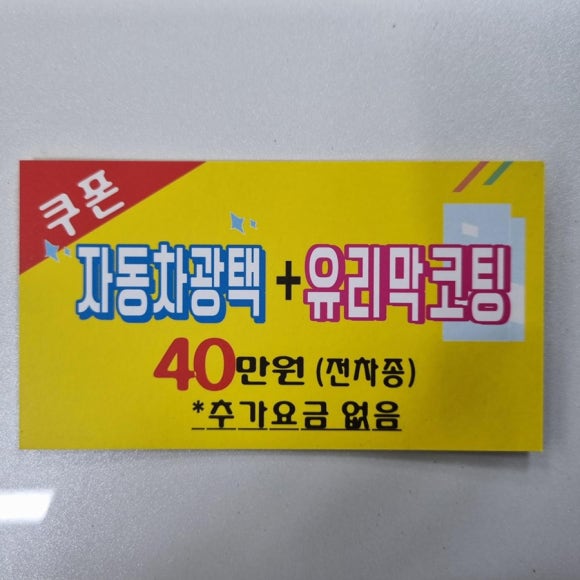 쿠폰
자동차광택 + 유리막코팅
40만원 (전차종)
*추가요금 없음